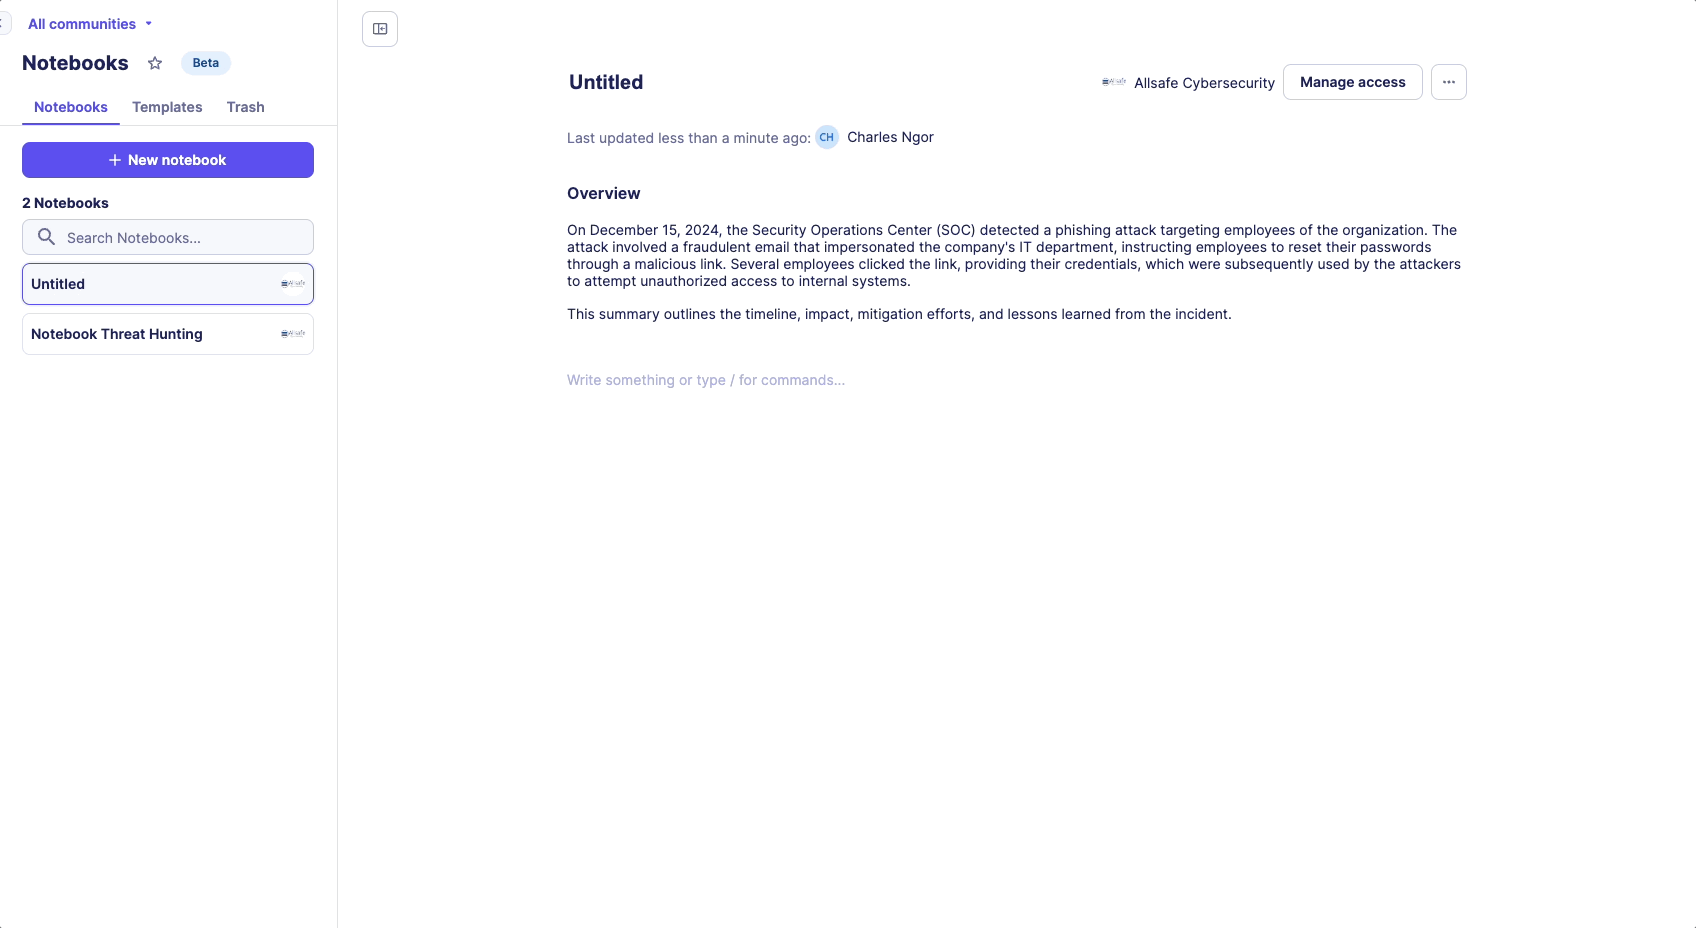 All communities
Notebooks
Beta
Notebooks
Templates
Trash
+ New notebook
2 Notebooks
Search Notebooks...
Untitled
Notebook Threat Hunting
Untitled
Allsafe Cybersecurity
Manage access
Last updated less than a minute ago:
CH
Charles Ngor
Overview
On December 15, 2024, the Security Operations Center (SOC) detected a phishing attack targeting employees of the organization. The
attack involved a fraudulent email that impersonated the company's IT department, instructing employees to reset their passwords
through a malicious link. Several employees clicked the link, providing their credentials, which were subsequently used by the attackers
to attempt unauthorized access to internal systems.
This summary outlines the timeline, impact, mitigation efforts, and lessons learned from the incident.
Write something or type / for commands...